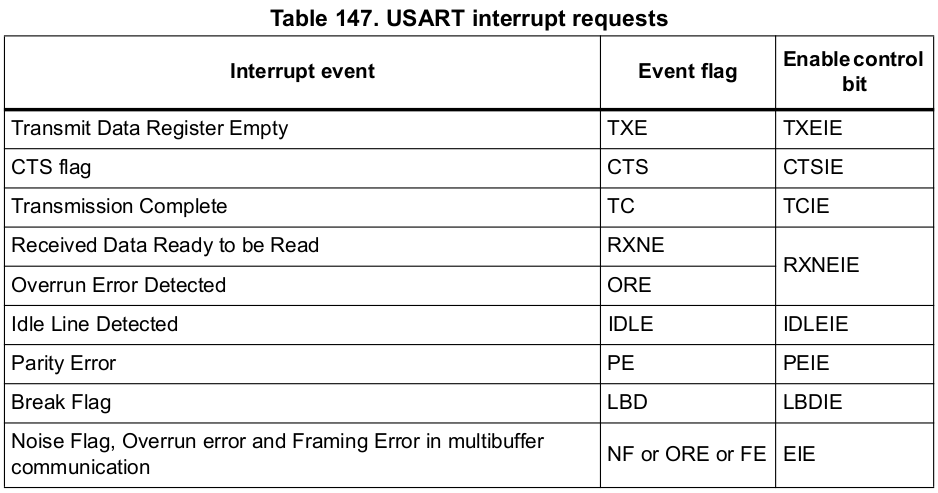 Table 147. USART interrupt requests
Interrupt event Event flag Enable control
bit
Transmit Data Register Empty TXE TXEIE
CTS flag CTS CTSIE
Transmission Complete TC TCIE
Received Data Ready to be Read RXNE
RXNEIE
Overrun Error Detected ORE
Idle Line Detected IDLE IDLEIE
Parity Error PE PEIE
Break Flag LBD LBDIE
Noise Flag, Overrun error and Framing Error in multibuffer
communication NF or ORE or FE EIE